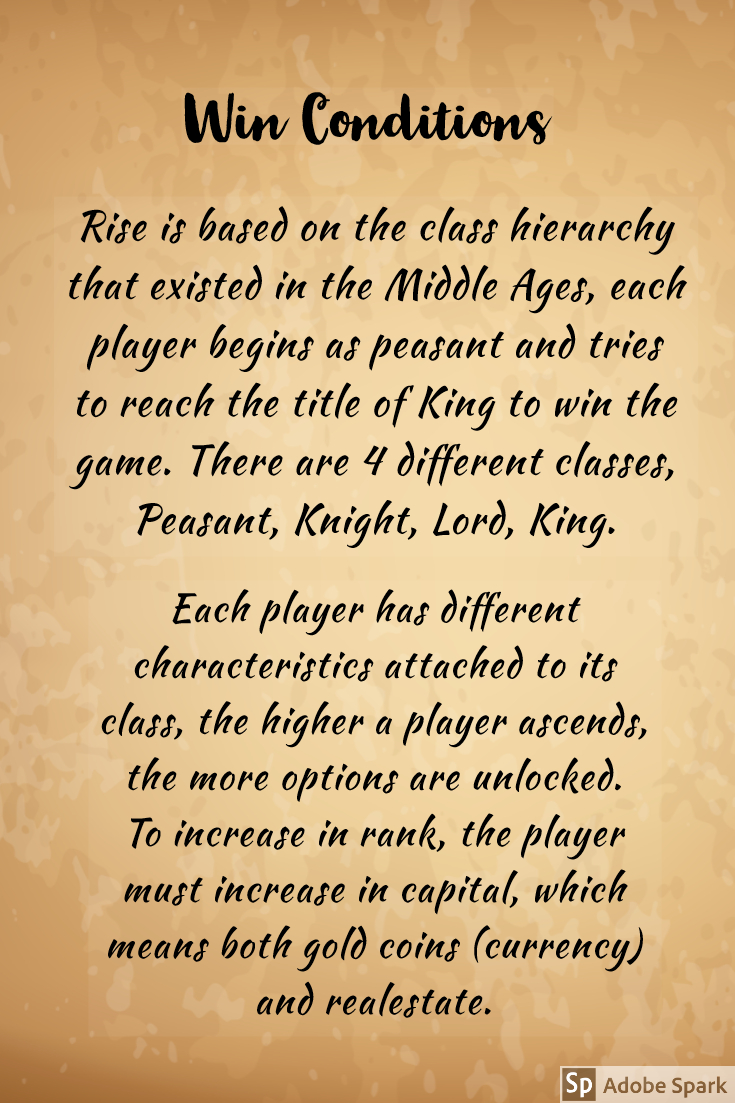 Win Conditions
Rise is based on the class hierarchy
that existed in the Middle Ages, each
player begins as peasant and tries
to reach the title of King to win the
game. There are 4 different classes,
Peasant, Knight, Lord, King.
Each player has different
characteristics attached to its
class, the higher a player ascends,
the more options are unlocked.
To increase in rank, the player
must increase in capital, which
means both gold coins (currency)
and realestate.
Sp Adobe Spark